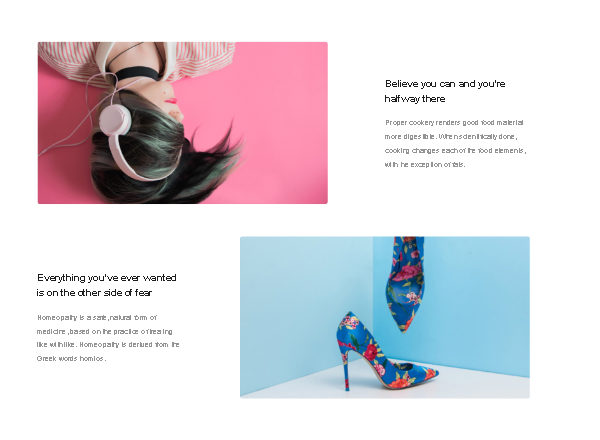 Believe you can and you're
halfway there
Proper cookery renders good food material
more digestible. When scientifically done,
cooking changes each of the food elements,
with he exception of fats.
Everything you've ever wanted
is on the other side of fear
Homeopathy is a safe, natural form of
medicine, based on the practice of treating
like with like. Homeopathy is derived from the
Greek words homios.